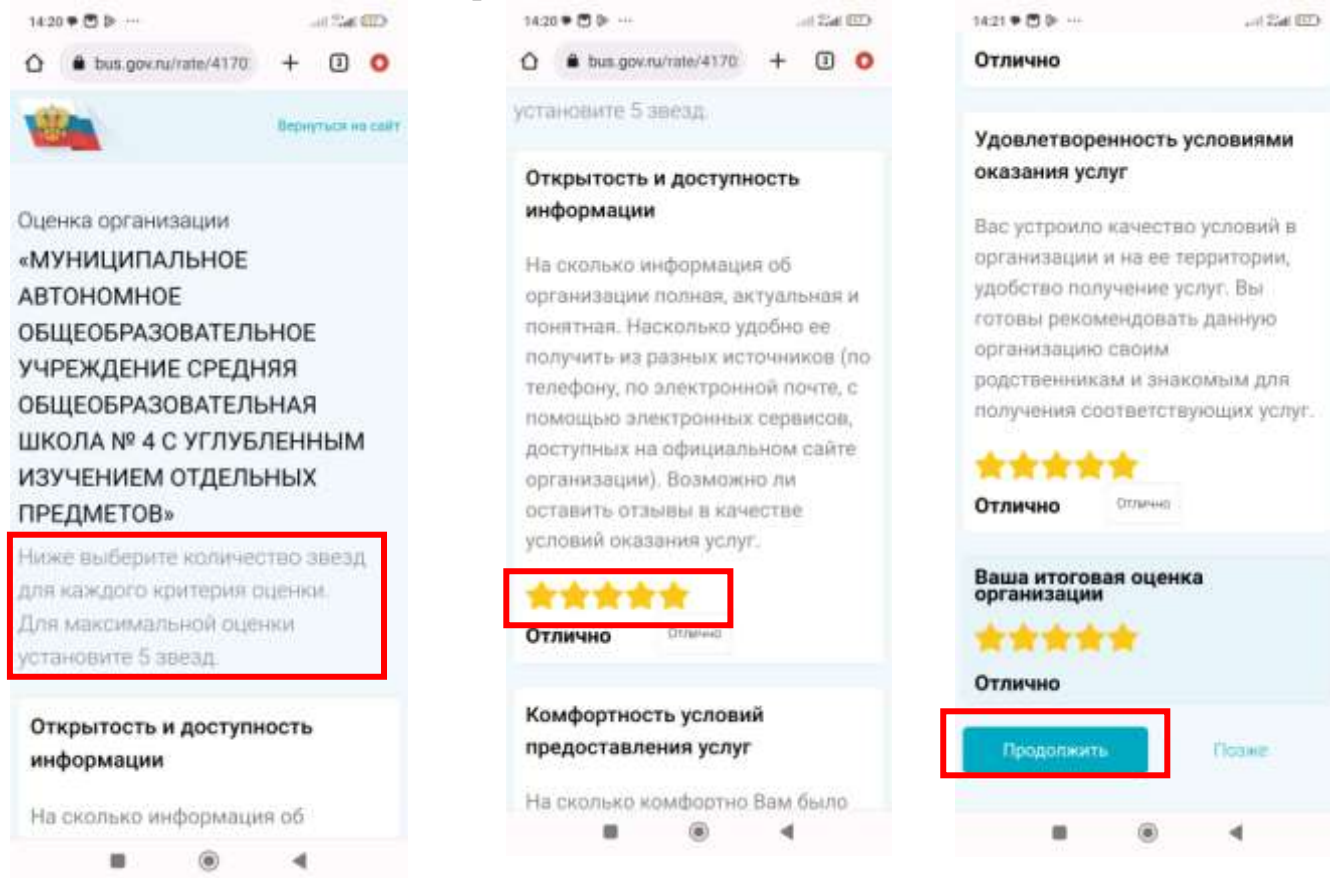 14:20
bus.gov.ru/rate/4170
3
Вернуться на сайт
Оценка организации
«МУНИЦИПАЛЬНОЕ
АВТОНОМНОЕ
ОБЩЕОБРАЗОВАТЕЛЬНОЕ
УЧРЕЖДЕНИЕ СРЕДНЯЯ
ОБЩЕОБРАЗОВАТЕЛЬНАЯ
ШКОЛА № 4 С УГЛУБЛЕННЫМ
ИЗУЧЕНИЕМ ОТДЕЛЬНЫХ
ПРЕДМЕТОВ»
Ниже выберите количество звезд
для каждого критерия оценки.
Для максимальной оценки
установите 5 звезд.
Открытость и доступность
информации
На сколько информация об
14:20
bus.gov.ru/rate/4170
3
установите 5 звезд.
Открытость и доступность
информации
На сколько информация об
организации полная, актуальная и
понятная. Насколько удобно ее
получить из разных источников (по
телефону, по электронной почте, с
помощью электронных сервисов,
доступных на официальном сайте
организации). Возможно ли
оставить отзывы в качестве
условий оказания услуг.
Отлично
Отлично
Комфортность условий
предоставления услуг
На сколько комфортно Вам было
14:21
Отлично
Удовлетворенность условиями
оказания услуг
Вас устроило качество условий в
организации и на ее территории,
удобство получение услуг. Вы
готовы рекомендовать данную
организацию своим
родственникам и знакомым для
получения соответствующих услуг.
Отлично
Отлично
Ваша итоговая оценка
организации
Отлично
Продолжить
Позже